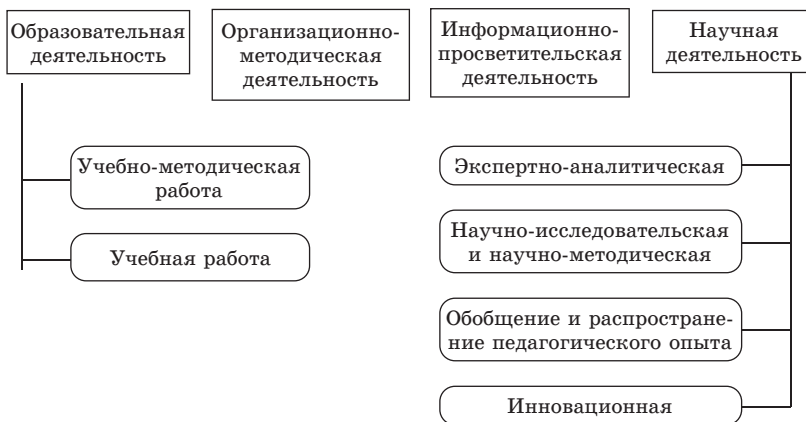 Образовательная
деятельность
Организационно-
методическая
деятельность
Информационно-
просветительская
деятельность
Научная
деятельность
Учебно-методическая
работа
Учебная работа
Экспертно-аналитическая
Научно-исследовательская
и научно-методическая
Обобщение и распростране-
ние педагогического опыта
Инновационная